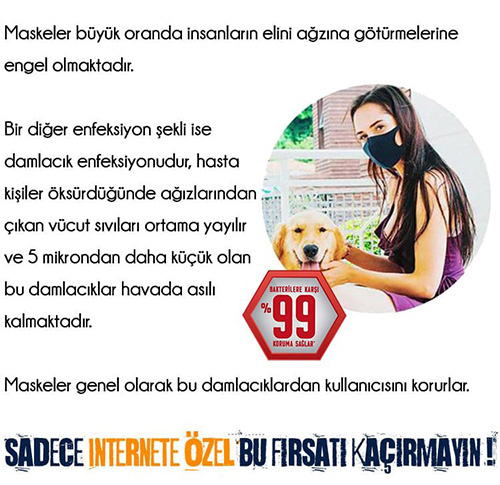 Maskeler büyük oranda insanların elini ağzına götürmelerine
engel olmaktadır.
Bir diğer enfeksiyon şekli ise
damlacık enfeksiyonudur, hasta
kişiler öksürdüğünde ağızlarından
çıkan vücut sıvıları ortama yayılır
ve 5 mikrondan daha küçük olan
bu damlacıklar havada asılı
kalmaktadır.
BAKTERİLERE KARŞI
%99
KORUMA SAĞLAR*
Maskeler genel olarak bu damlacıklardan kullanıcısını korurlar.
SADECE INTERNETE ÖZEL BU FIRSATI KAÇIRMAYIN !